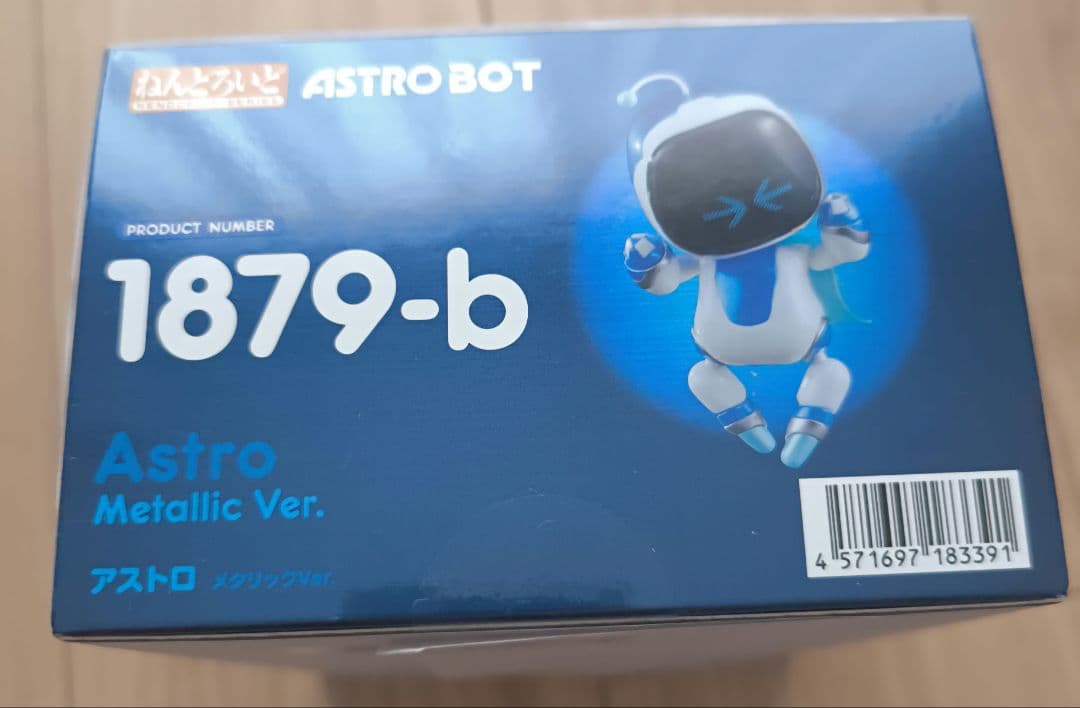 ねんどろいど
ASTRO BOT
PRODUCT NUMBER
1879-b
Astro
Metallic Ver.
アストロ メタリックVer.
4 571697 183391